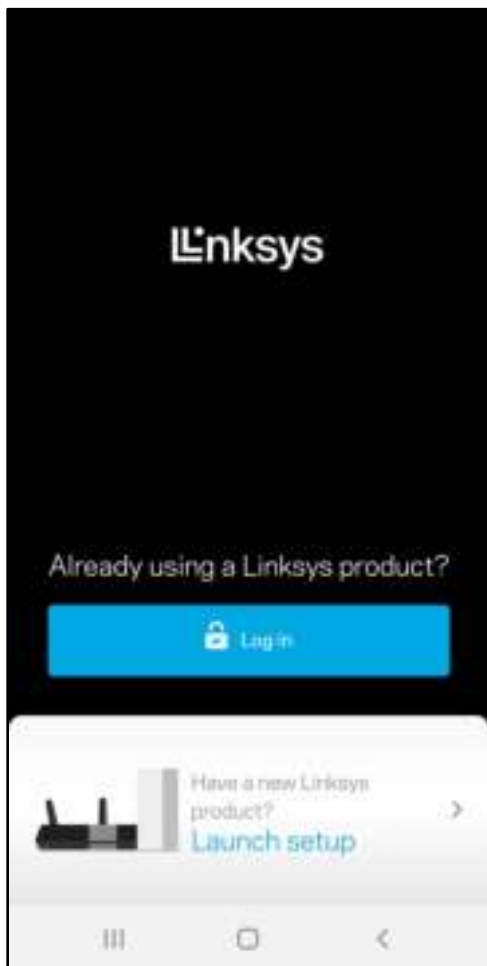 Linksys
Already using a Linksys product?
Log in
Have a new Linksys
product?
Launch setup